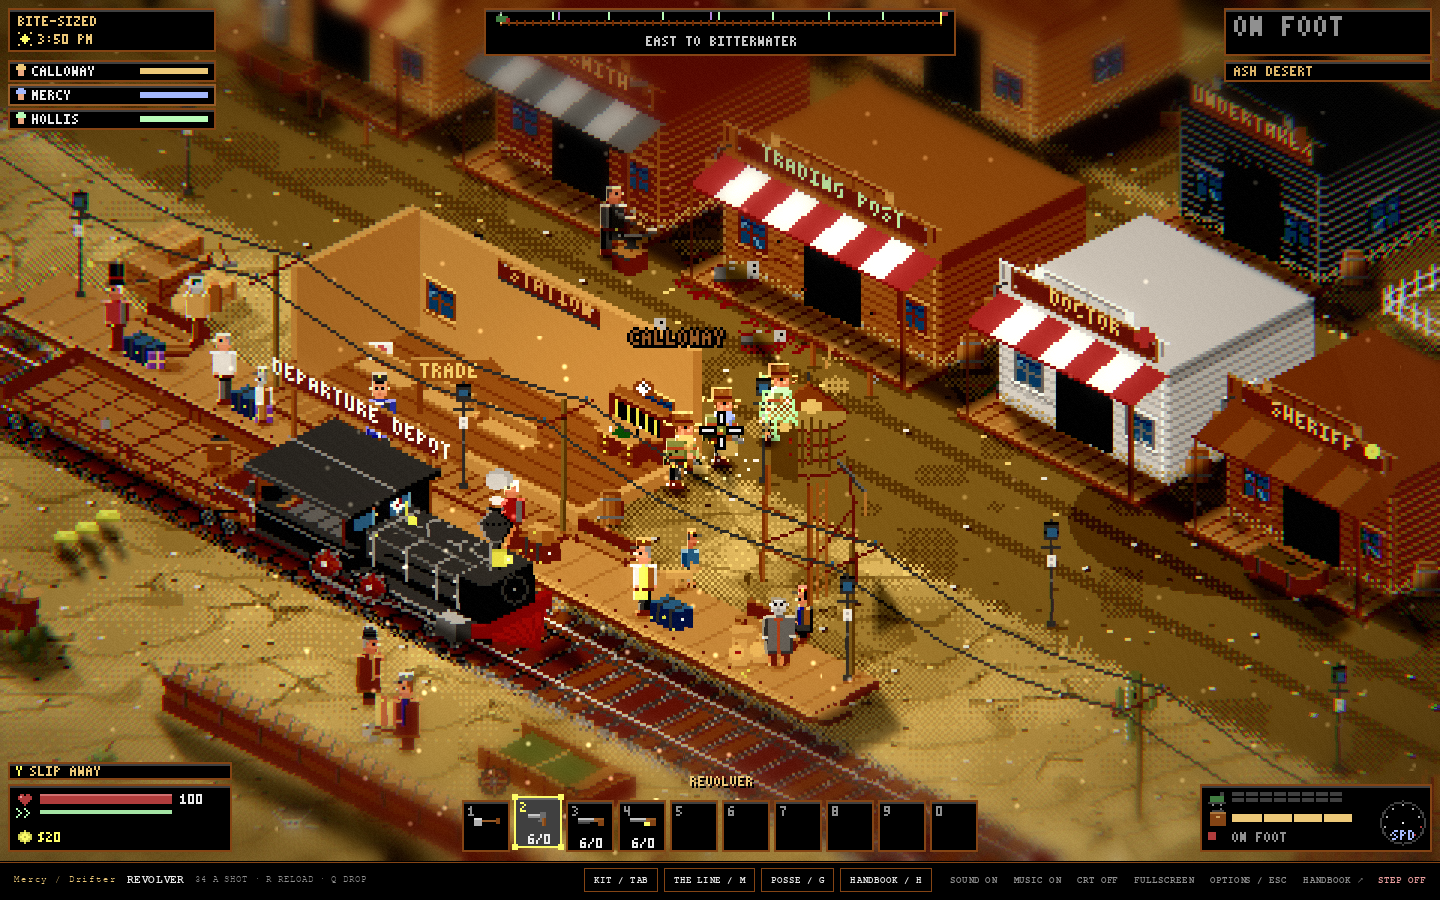 BITE-SIZED
3:50 PM
CALLOWAY
MERCY
HOLLIS
EAST TO BITTERWATER
ON FOOT
ASH DESERT
TRADING POST
UNDERTAKER
DOCTOR
SHERIFF
STATION
CALLOWAY
TRADE
DEPARTURE DEPOT
Y SLIP AWAY
100
$20
REVOLVER
1 2 3 4 5 6 7 8 9 0
6/0 6/0 6/0
ON FOOT
SPD
Mercy / Drifter REVOLVER 34 A SHOT · R RELOAD · Q DROP
KIT / TAB THE LINE / M POSSE / G HANDBOOK / H SOUND ON MUSIC ON CRT OFF FULLSCREEN OPTIONS / ESC HANDBOOK ↗ STEP OFF